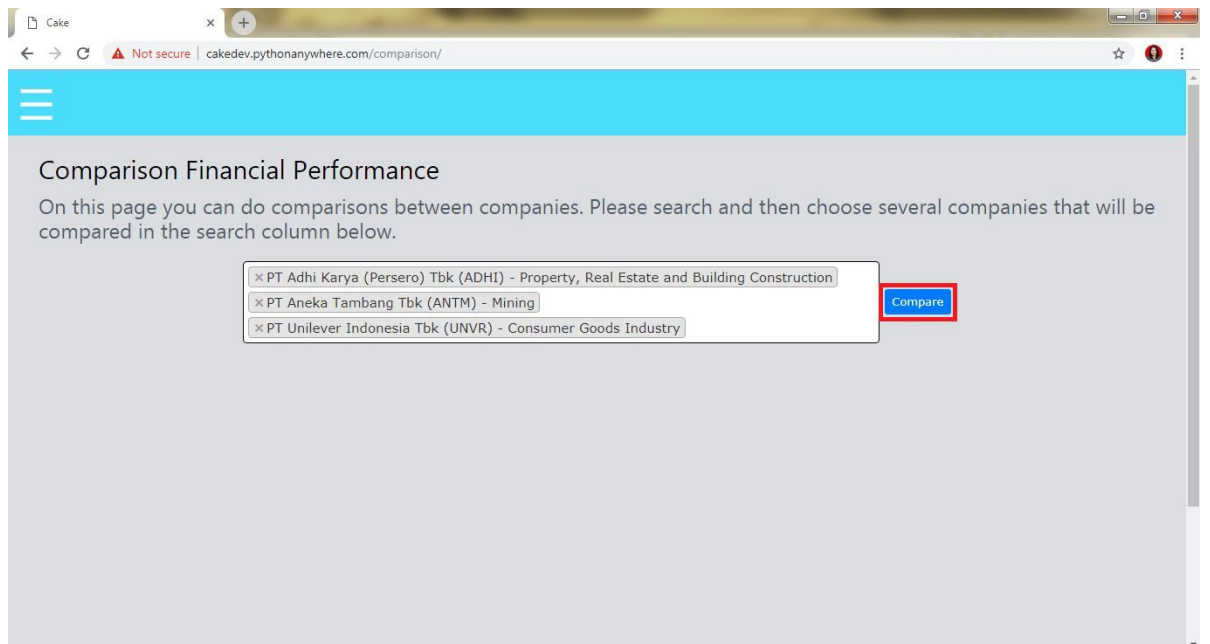 Cake
Not secure | cakedev.pythonanywhere.com/comparison/
Comparison Financial Performance
On this page you can do comparisons between companies. Please search and then choose several companies that will be
compared in the search column below.
×PT Adhi Karya (Persero) Tbk (ADHI) - Property, Real Estate and Building Construction
×PT Aneka Tambang Tbk (ANTM) - Mining
Compare
×PT Unilever Indonesia Tbk (UNVR) - Consumer Goods Industry